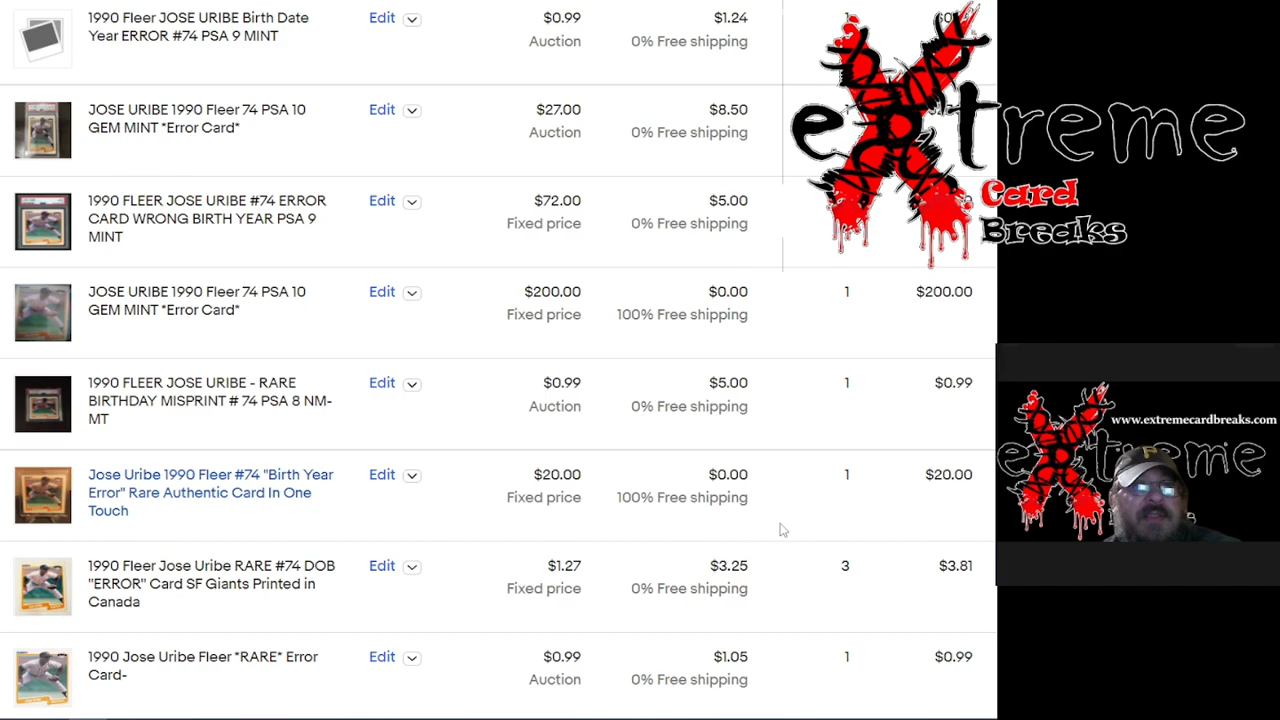 1990 Fleer JOSE URIBE Birth Date
Year ERROR #74 PSA 9 MINT
Edit
$0.99
Auction
$1.24
0% Free shipping
JOSE URIBE 1990 Fleer 74 PSA 10
GEM MINT *Error Card*
Edit
$27.00
Auction
$8.50
0% Free shipping
1990 FLEER JOSE URIBE #74 ERROR
CARD WRONG BIRTH YEAR PSA 9
MINT
Edit
$72.00
Fixed price
$5.00
0% Free shipping
JOSE URIBE 1990 Fleer 74 PSA 10
GEM MINT *Error Card*
Edit
$200.00
Fixed price
$0.00
100% Free shipping
1
$200.00
1990 FLEER JOSE URIBE - RARE
BIRTHDAY MISPRINT # 74 PSA 8 NM-
MT
Edit
$0.99
Auction
$5.00
0% Free shipping
1
$0.99
Jose Uribe 1990 Fleer #74 "Birth Year
Error" Rare Authentic Card In One
Touch
Edit
$20.00
Fixed price
$0.00
100% Free shipping
1
$20.00
1990 Fleer Jose Uribe RARE #74 DOB
"ERROR" Card SF Giants Printed in
Canada
Edit
$1.27
Fixed price
$3.25
0% Free shipping
3
$3.81
1990 Jose Uribe Fleer *RARE* Error
Card-
Edit
$0.99
Auction
$1.05
0% Free shipping
1
$0.99
eXtreme
Card
Breaks
www.extremecardbreaks.com